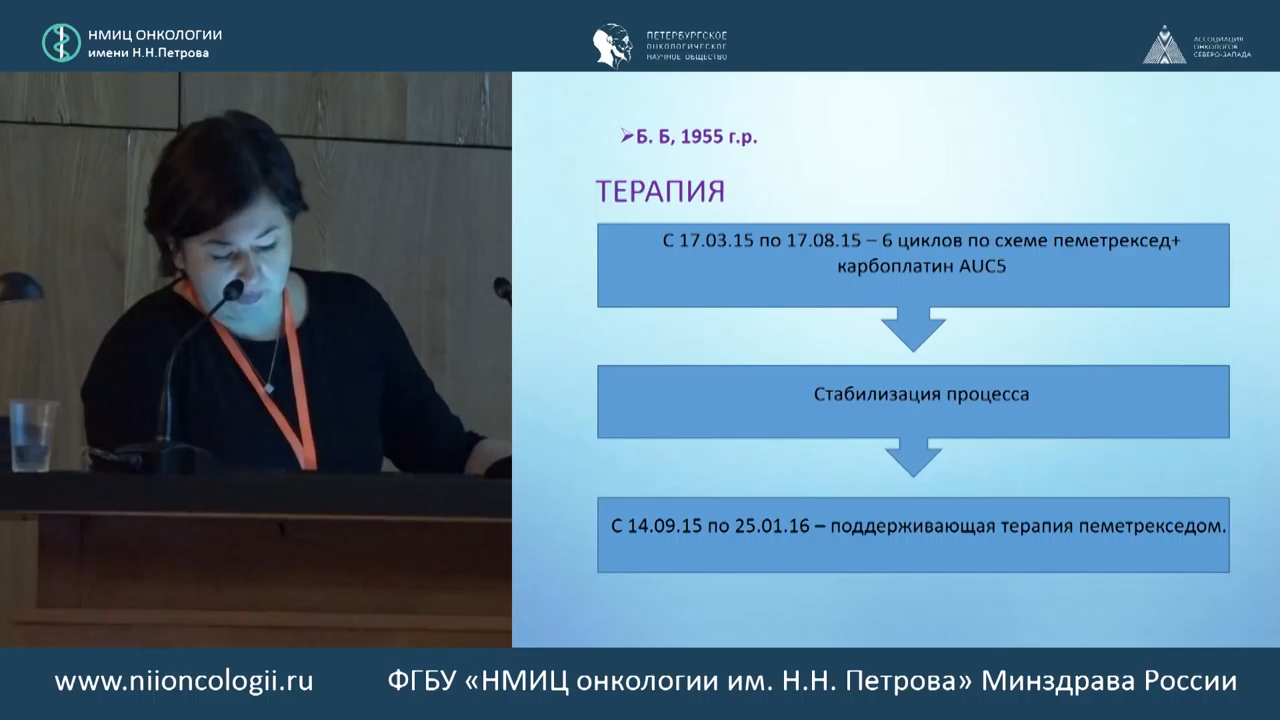 НМИЦ ОНКОЛОГИИ
имени Н.Н.Петрова
ПЕТЕРБУРГСКОЕ
ОНКОЛОГИЧЕСКОЕ
НАУЧНОЕ ОБЩЕСТВО
АССОЦИАЦИЯ
ОНКОЛОГОВ
СЕВЕРО-ЗАПАДА
Б. Б, 1955 г.р.
ТЕРАПИЯ
С 17.03.15 по 17.08.15 – 6 циклов по схеме пеметрексед+
карбоплатин AUC5
Стабилизация процесса
С 14.09.15 по 25.01.16 – поддерживающая терапия пеметрекседом.
www.niioncologii.ru
ФГБУ «НМИЦ онкологии им. Н.Н. Петрова» Минздрава России